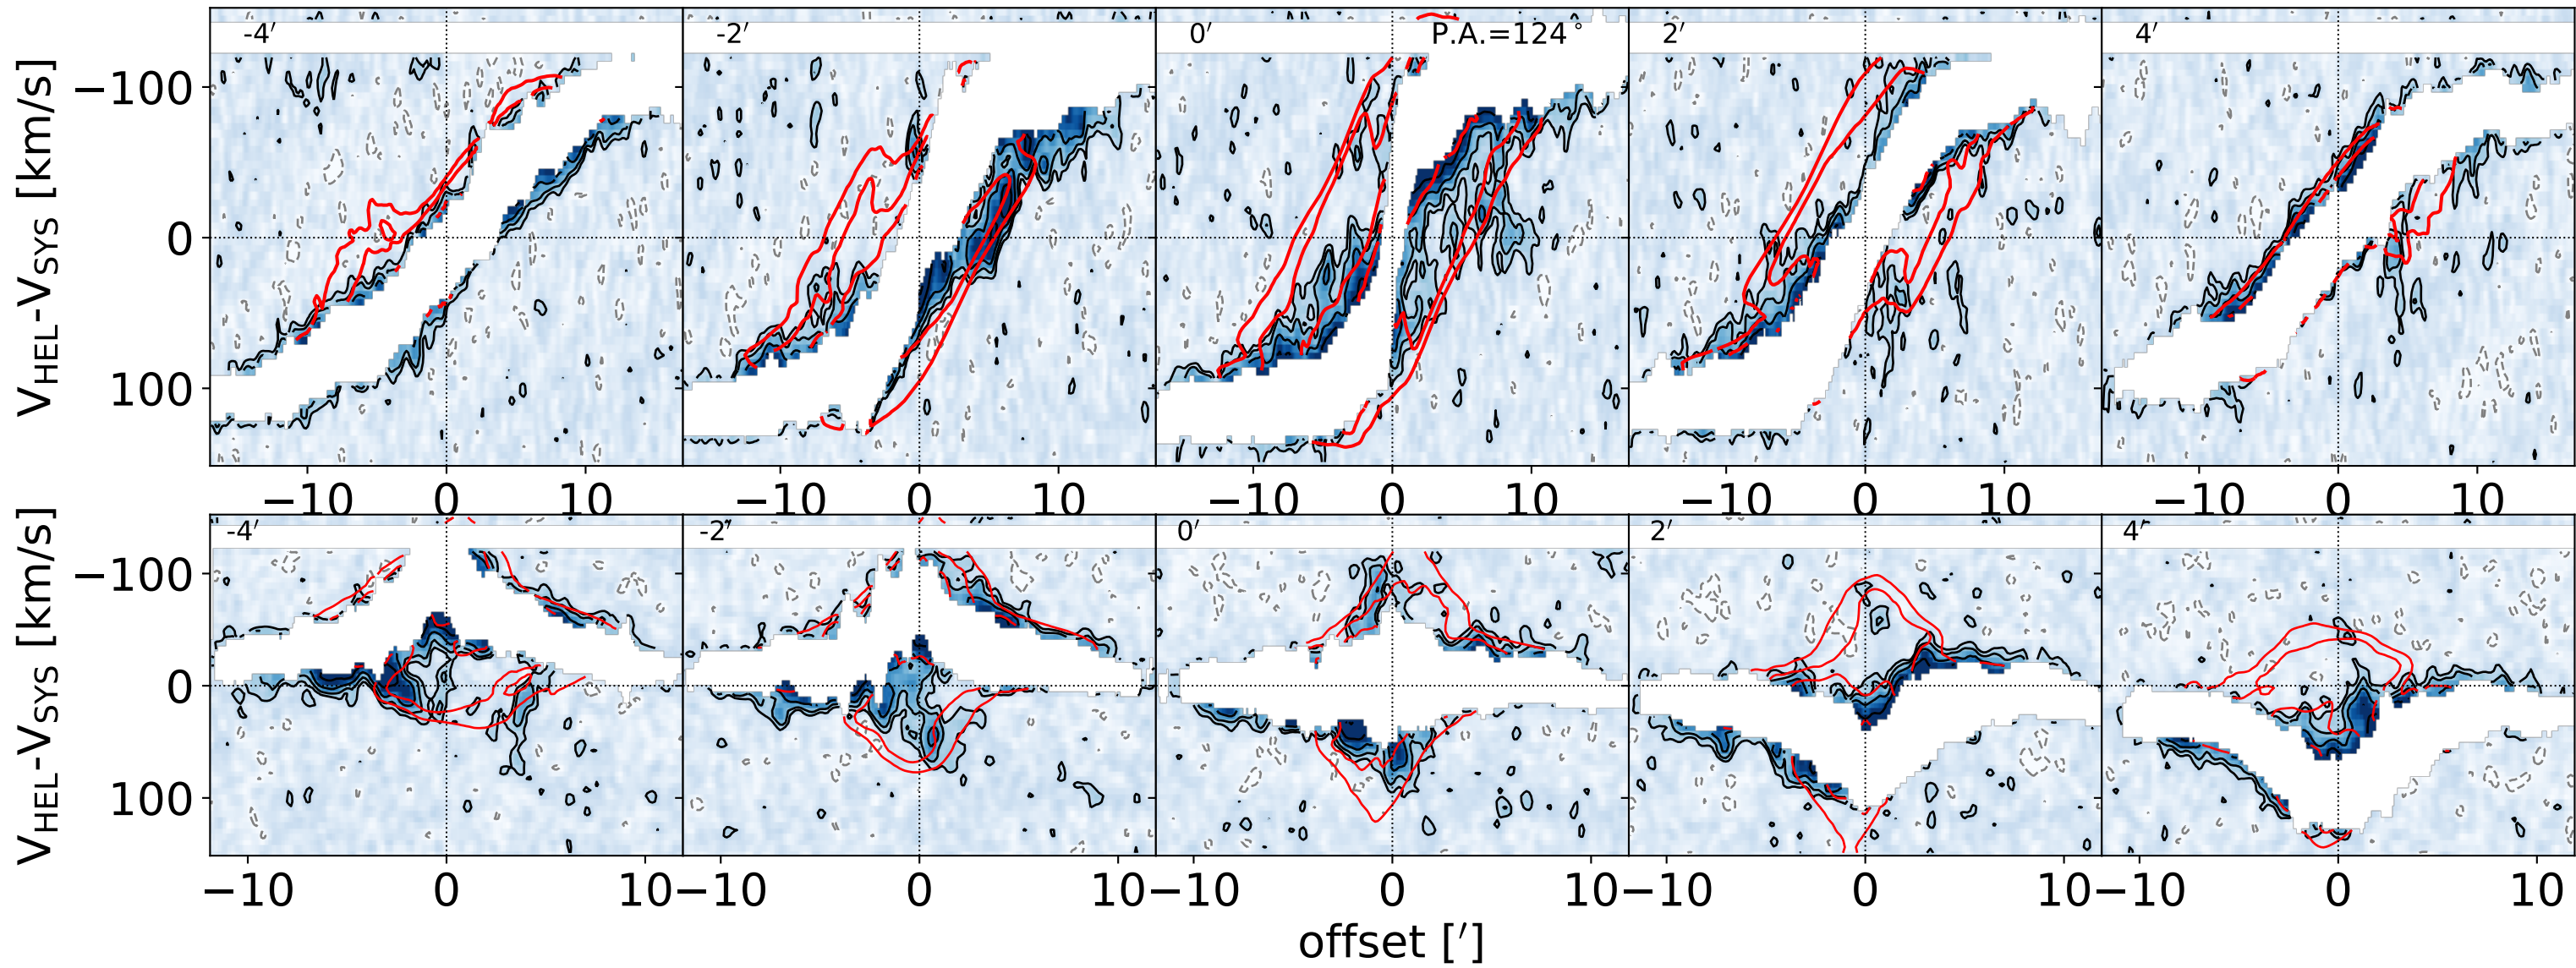 -4′ -2′ 0′ P.A.=124° 2′ 4′
V_HEL-V_SYS [km/s]
−100
0
100
−10 0 10 −10 0 10 −10 0 10 −10 0 10 −10 0 10
-4′ -2′ 0′ 2′ 4′
V_HEL-V_SYS [km/s]
−100
0
100
−10 0 10 −10 0 10 −10 0 10 −10 0 10 −10 0 10
offset [′]